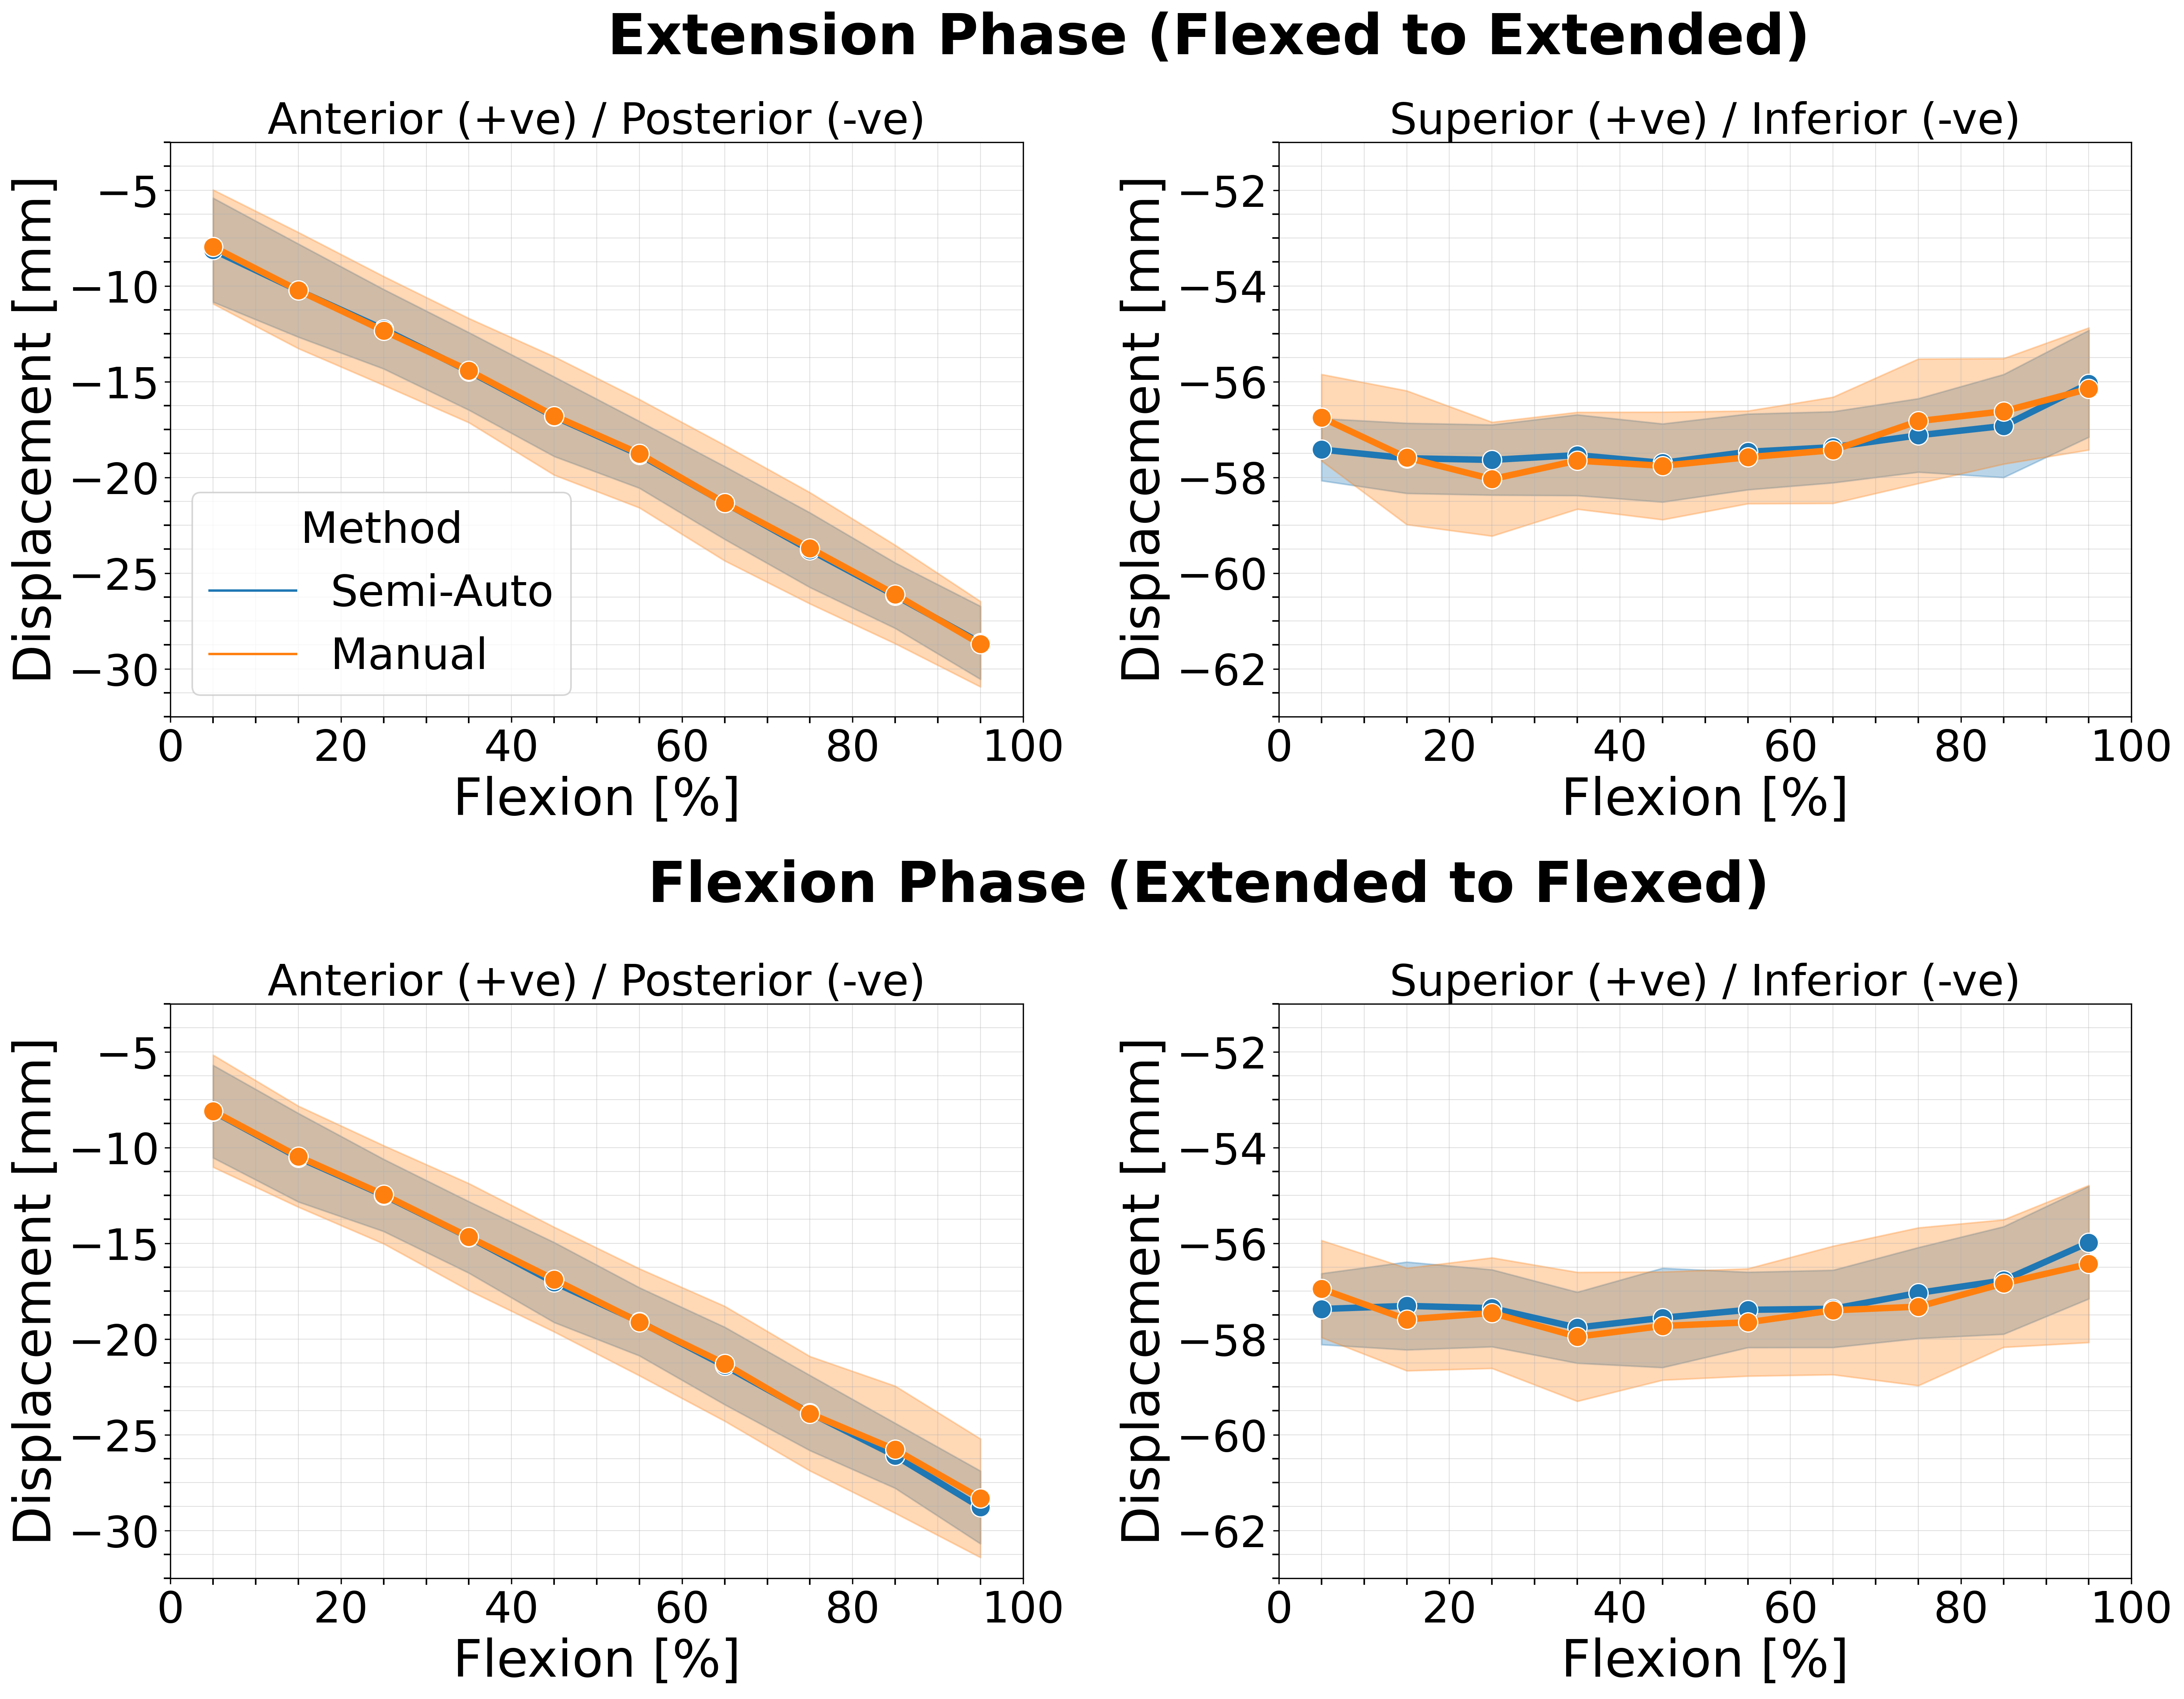 Extension Phase (Flexed to Extended)
Anterior (+ve) / Posterior (-ve)
Displacement [mm]
−5
−10
−15
−20
−25
−30
Method
Semi-Auto
Manual
0 20 40 60 80 100
Flexion [%]
Superior (+ve) / Inferior (-ve)
Displacement [mm]
−52
−54
−56
−58
−60
−62
0 20 40 60 80 100
Flexion [%]
Flexion Phase (Extended to Flexed)
Anterior (+ve) / Posterior (-ve)
Displacement [mm]
−5
−10
−15
−20
−25
−30
0 20 40 60 80 100
Flexion [%]
Superior (+ve) / Inferior (-ve)
Displacement [mm]
−52
−54
−56
−58
−60
−62
0 20 40 60 80 100
Flexion [%]